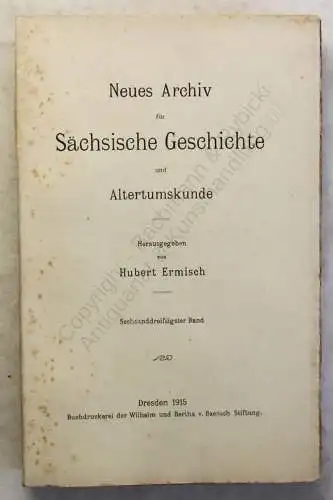 Neues Archiv
für
Sächsische Geschichte
und
Altertumskunde
Herausgegeben
von
Hubert Ermisch
Sechsunddreißigster Band
Dresden 1915
Buchdruckerei der Wilhelm und Bertha v. Baensch Stiftung.